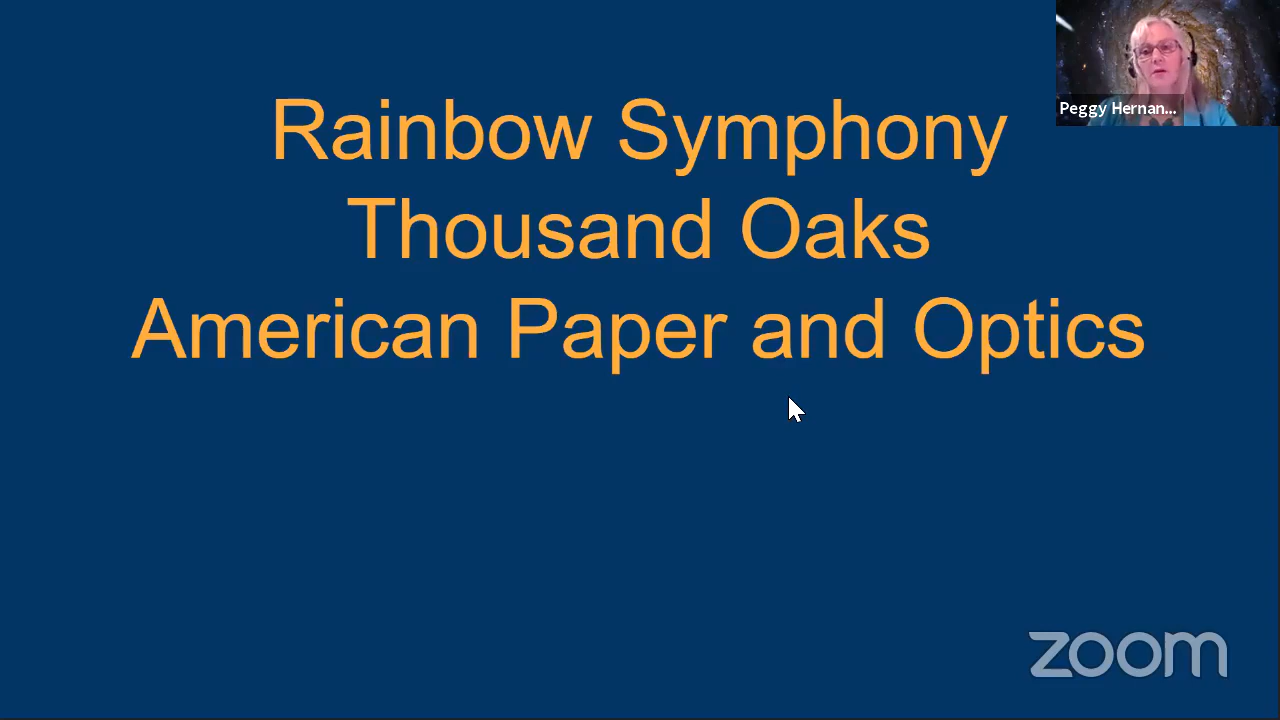 Rainbow Symphony
Thousand Oaks
American Paper and Optics
Peggy Hernan...
zoom